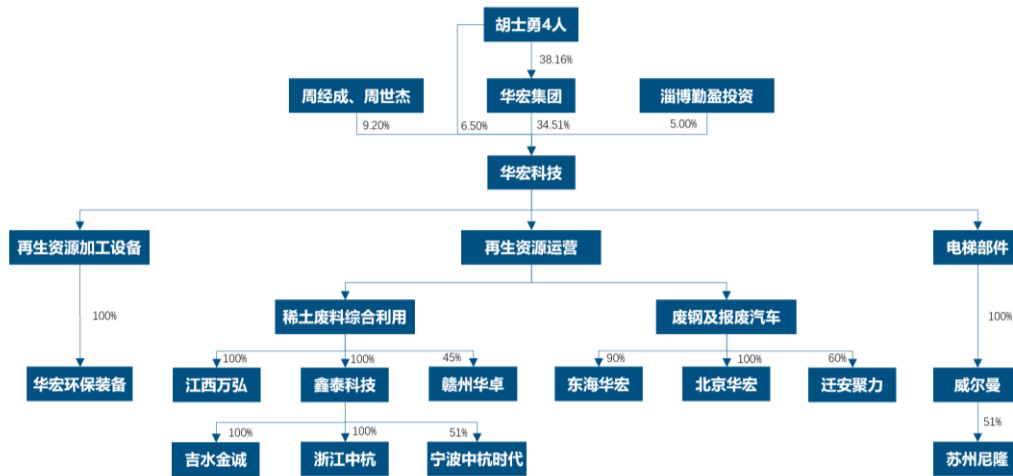 胡士勇4人
38.16%
周经成、周世杰
华宏集团
淄博勤盈投资
9.20%
6.50%
34.51%
5.00%
华宏科技
再生资源加工设备
再生资源运营
电梯部件
100%
100%
稀土废料综合利用
废钢及报废汽车
100%
100%
45%
90%
100%
60%
华宏环保装备
江西万弘
鑫泰科技
赣州华卓
东海华宏
北京华宏
迁安聚力
威尔曼
100%
100%
51%
51%
吉水金诚
浙江中杭
宁波中杭时代
苏州尼隆